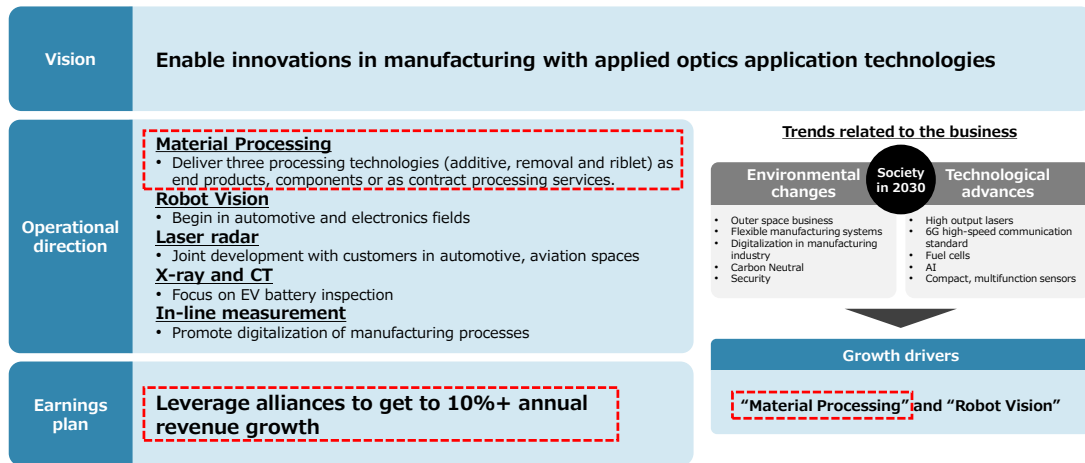 Vision
Enable innovations in manufacturing with applied optics application technologies
Operational
direction
Material Processing
• Deliver three processing technologies (additive, removal and riblet) as
end products, components or as contract processing services.
Robot Vision
• Begin in automotive and electronics fields
Laser radar
• Joint development with customers in automotive, aviation spaces
X-ray and CT
• Focus on EV battery inspection
In-line measurement
• Promote digitalization of manufacturing processes
Earnings
plan
Leverage alliances to get to 10%+ annual
revenue growth
Trends related to the business
Environmental
changes
Society
in 2030
Technological
advances
• Outer space business
• Flexible manufacturing systems
• Digitalization in manufacturing
industry
• Carbon Neutral
• Security
• High output lasers
• 6G high-speed communication
standard
• Fuel cells
• AI
• Compact, multifunction sensors
Growth drivers
“Material Processing” and “Robot Vision”